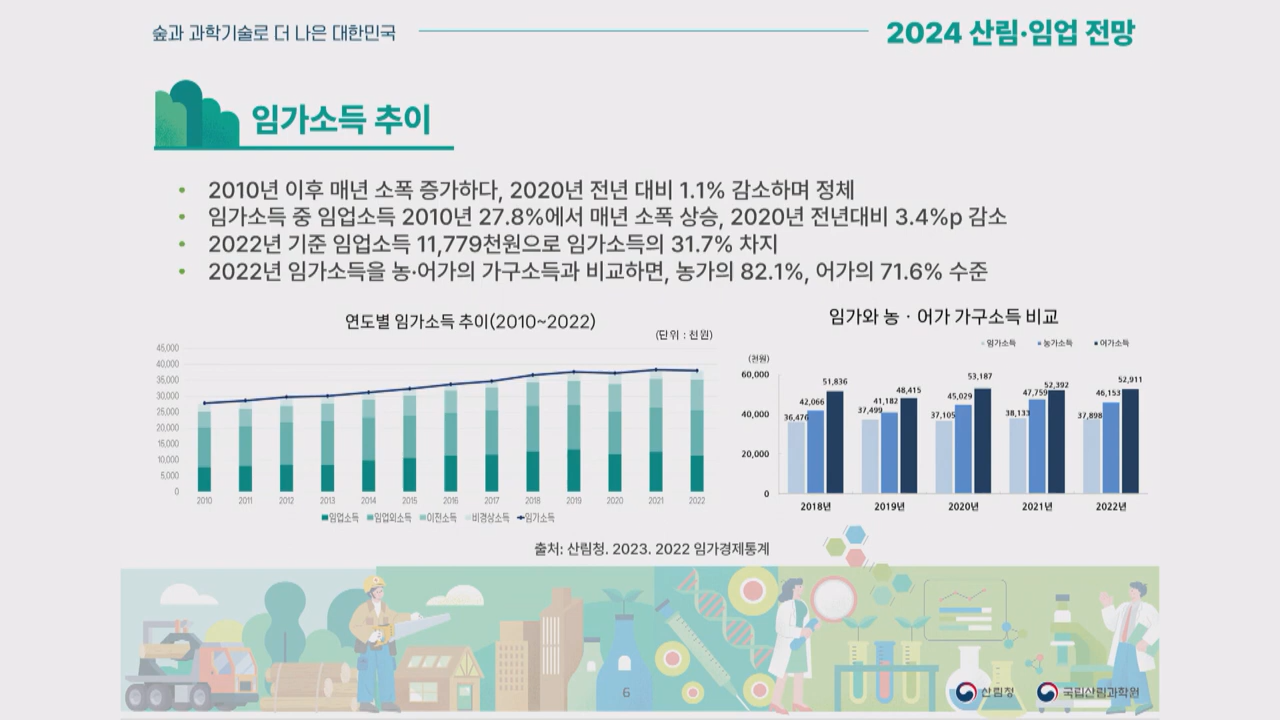 숲과 과학기술로 더 나은 대한민국
2024 산림·임업 전망
임가소득 추이
• 2010년 이후 매년 소폭 증가하다, 2020년 전년 대비 1.1% 감소하며 정체
• 임가소득 중 임업소득 2010년 27.8%에서 매년 소폭 상승, 2020년 전년대비 3.4%p 감소
• 2022년 기준 임업소득 11,779천원으로 임가소득의 31.7% 차지
• 2022년 임가소득을 농·어가의 가구소득과 비교하면, 농가의 82.1%, 어가의 71.6% 수준
연도별 임가소득 추이(2010~2022)
(단위 : 천원)
45,000
40,000
35,000
30,000
25,000
20,000
15,000
10,000
5,000
0
2010 2011 2012 2013 2014 2015 2016 2017 2018 2019 2020 2021 2022
임업소득 임업외소득 이전소득 비경상소득 임가소득
임가와 농 · 어가 가구소득 비교
임가소득 농가소득 어가소득
(천원)
60,000
40,000
20,000
0
36,476 42,066 51,836
37,499 41,182 48,415
37,105 45,029 53,187
38,133 47,759 52,392
37,898 46,153 52,911
2018년 2019년 2020년 2021년 2022년
출처: 산림청. 2023. 2022 임가경제통계
6
산림청
국립산림과학원